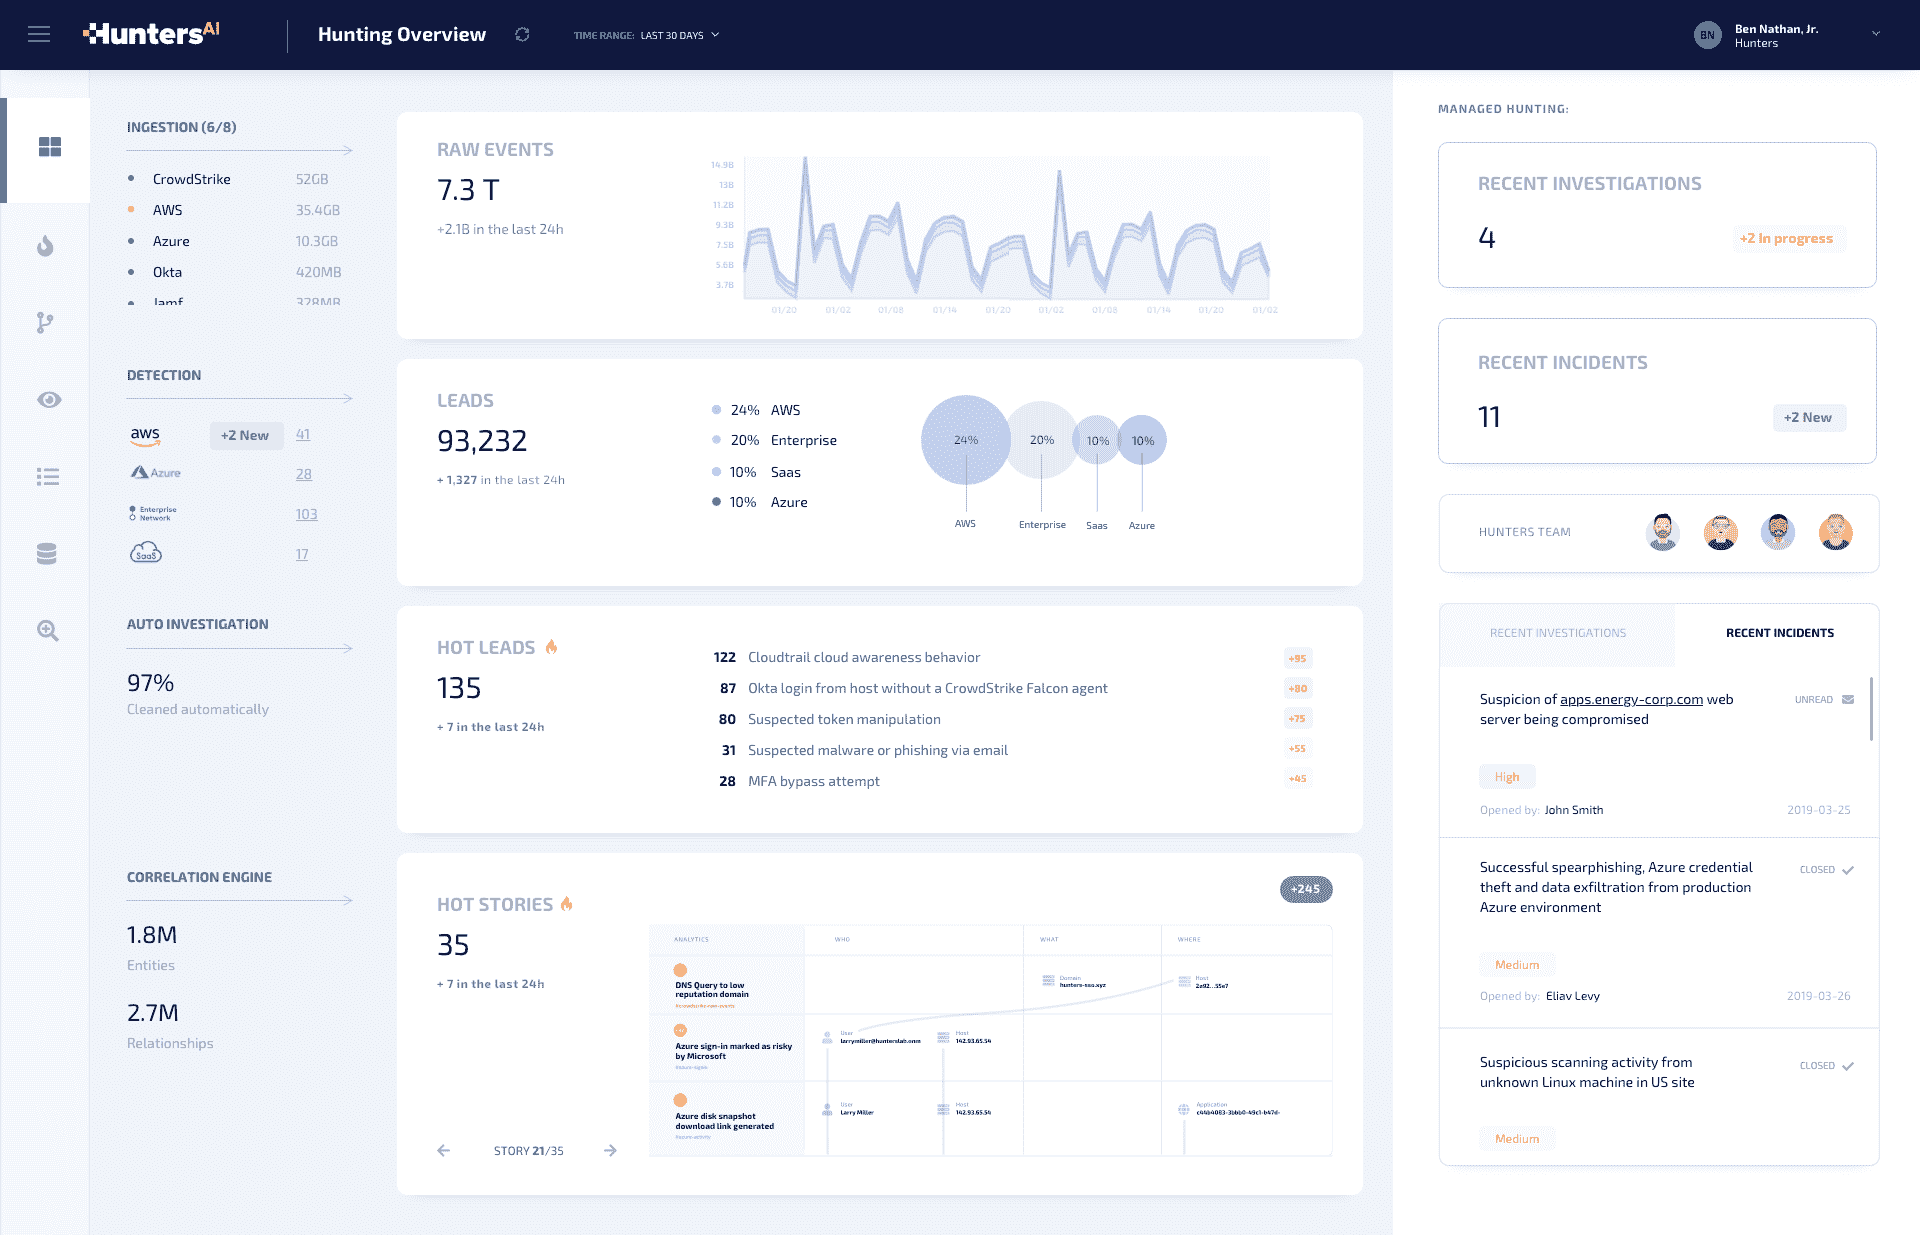 HuntersAI
Hunting Overview
TIME RANGE: LAST 30 DAYS
BN
Ben Nathan, Jr.
Hunters
INGESTION (6/8)
CrowdStrike 52GB
AWS 35.4GB
Azure 10.3GB
Okta 420MB
Jamf 328MB
DETECTION
aws +2 New 41
Azure 28
Enterprise Network 103
SaaS 17
AUTO INVESTIGATION
97%
Cleaned automatically
CORRELATION ENGINE
1.8M
Entities
2.7M
Relationships
RAW EVENTS
7.3 T
+2.1B in the last 24h
14.9B
13B
11.2B
9.3B
7.5B
5.6B
3.7B
01/20 01/02 01/08 01/14 01/20 01/02 01/08 01/14 01/20 01/02
LEADS
93,232
+ 1,327 in the last 24h
24% AWS
20% Enterprise
10% Saas
10% Azure
24% 20% 10% 10%
AWS Enterprise Saas Azure
HOT LEADS
135
+ 7 in the last 24h
122 Cloudtrail cloud awareness behavior +95
87 Okta login from host without a CrowdStrike Falcon agent +80
80 Suspected token manipulation +75
31 Suspected malware or phishing via email +55
28 MFA bypass attempt +45
HOT STORIES
35
+ 7 in the last 24h
+245
ANALYTICS WHO WHAT WHERE
DNS Query to low
reputation domain
Domain
hunters-sso.xyz
Host
2a92...55e7
Azure sign-in marked as risky
by Microsoft
User
Host
142.93.65.54
Azure disk snapshot
download link generated
User
Larry Miller
Host
142.93.65.54
Application
STORY 21/35
MANAGED HUNTING:
RECENT INVESTIGATIONS
4
+2 In progress
RECENT INCIDENTS
11
+2 New
HUNTERS TEAM
RECENT INVESTIGATIONS
RECENT INCIDENTS
Suspicion of apps.energy-corp.com web
server being compromised
UNREAD
High
Opened by: John Smith
2019-03-25
Successful spearphishing, Azure credential
theft and data exfiltration from production
Azure environment
CLOSED
Medium
Opened by: Eliav Levy
2019-03-26
Suspicious scanning activity from
unknown Linux machine in US site
CLOSED
Medium